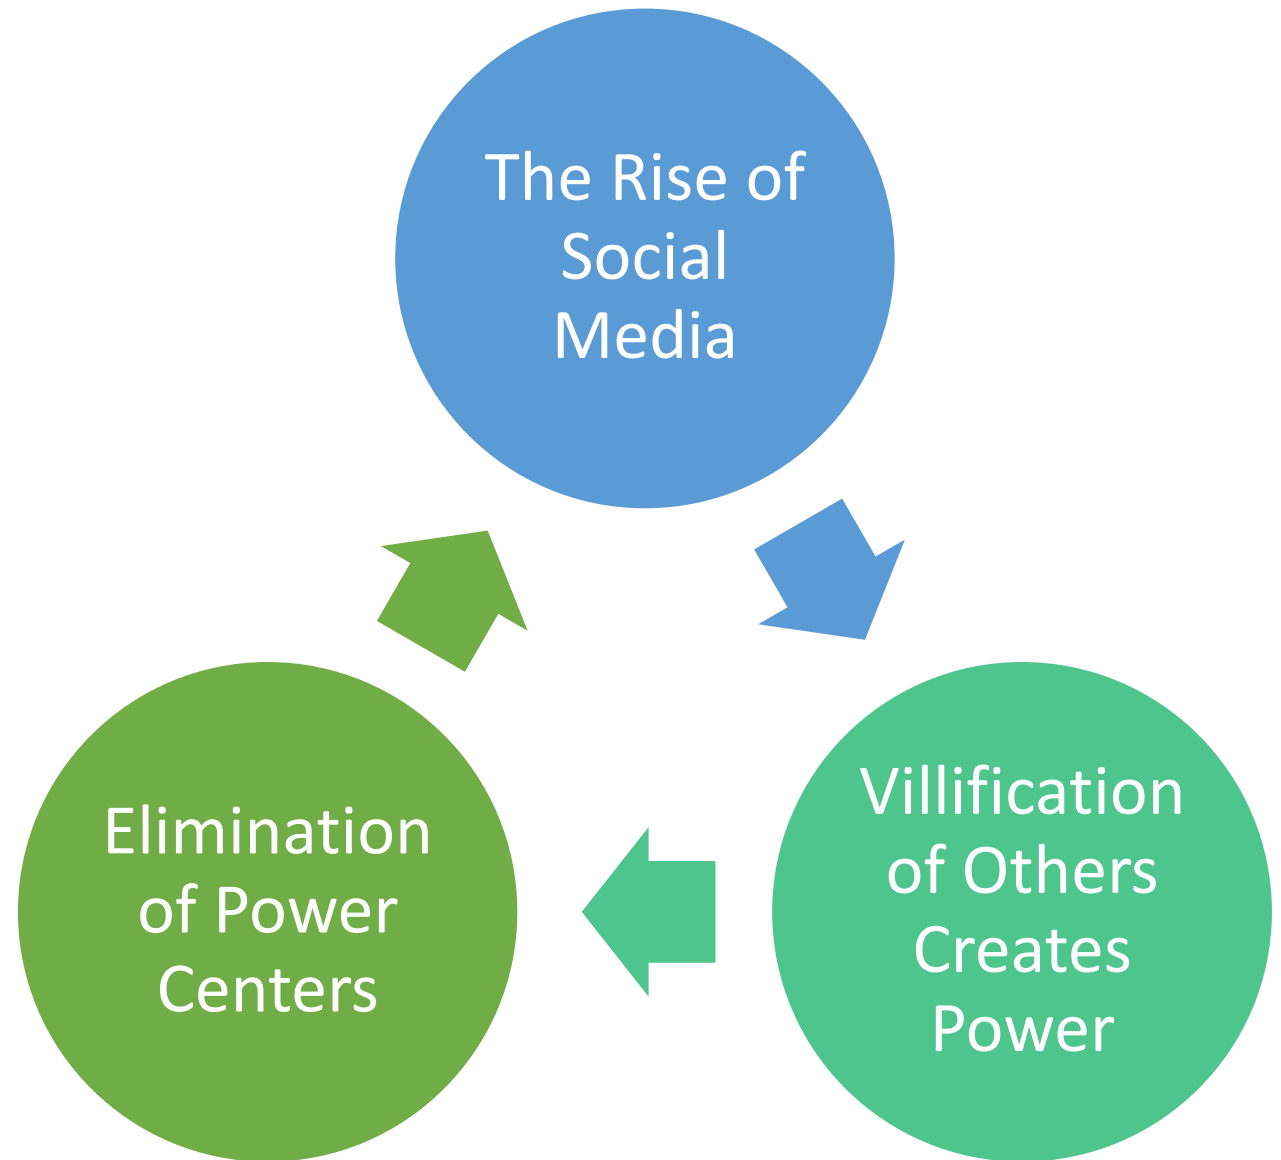 The Rise of
Social
Media
Villification
of Others
Creates
Power
Elimination
of Power
Centers